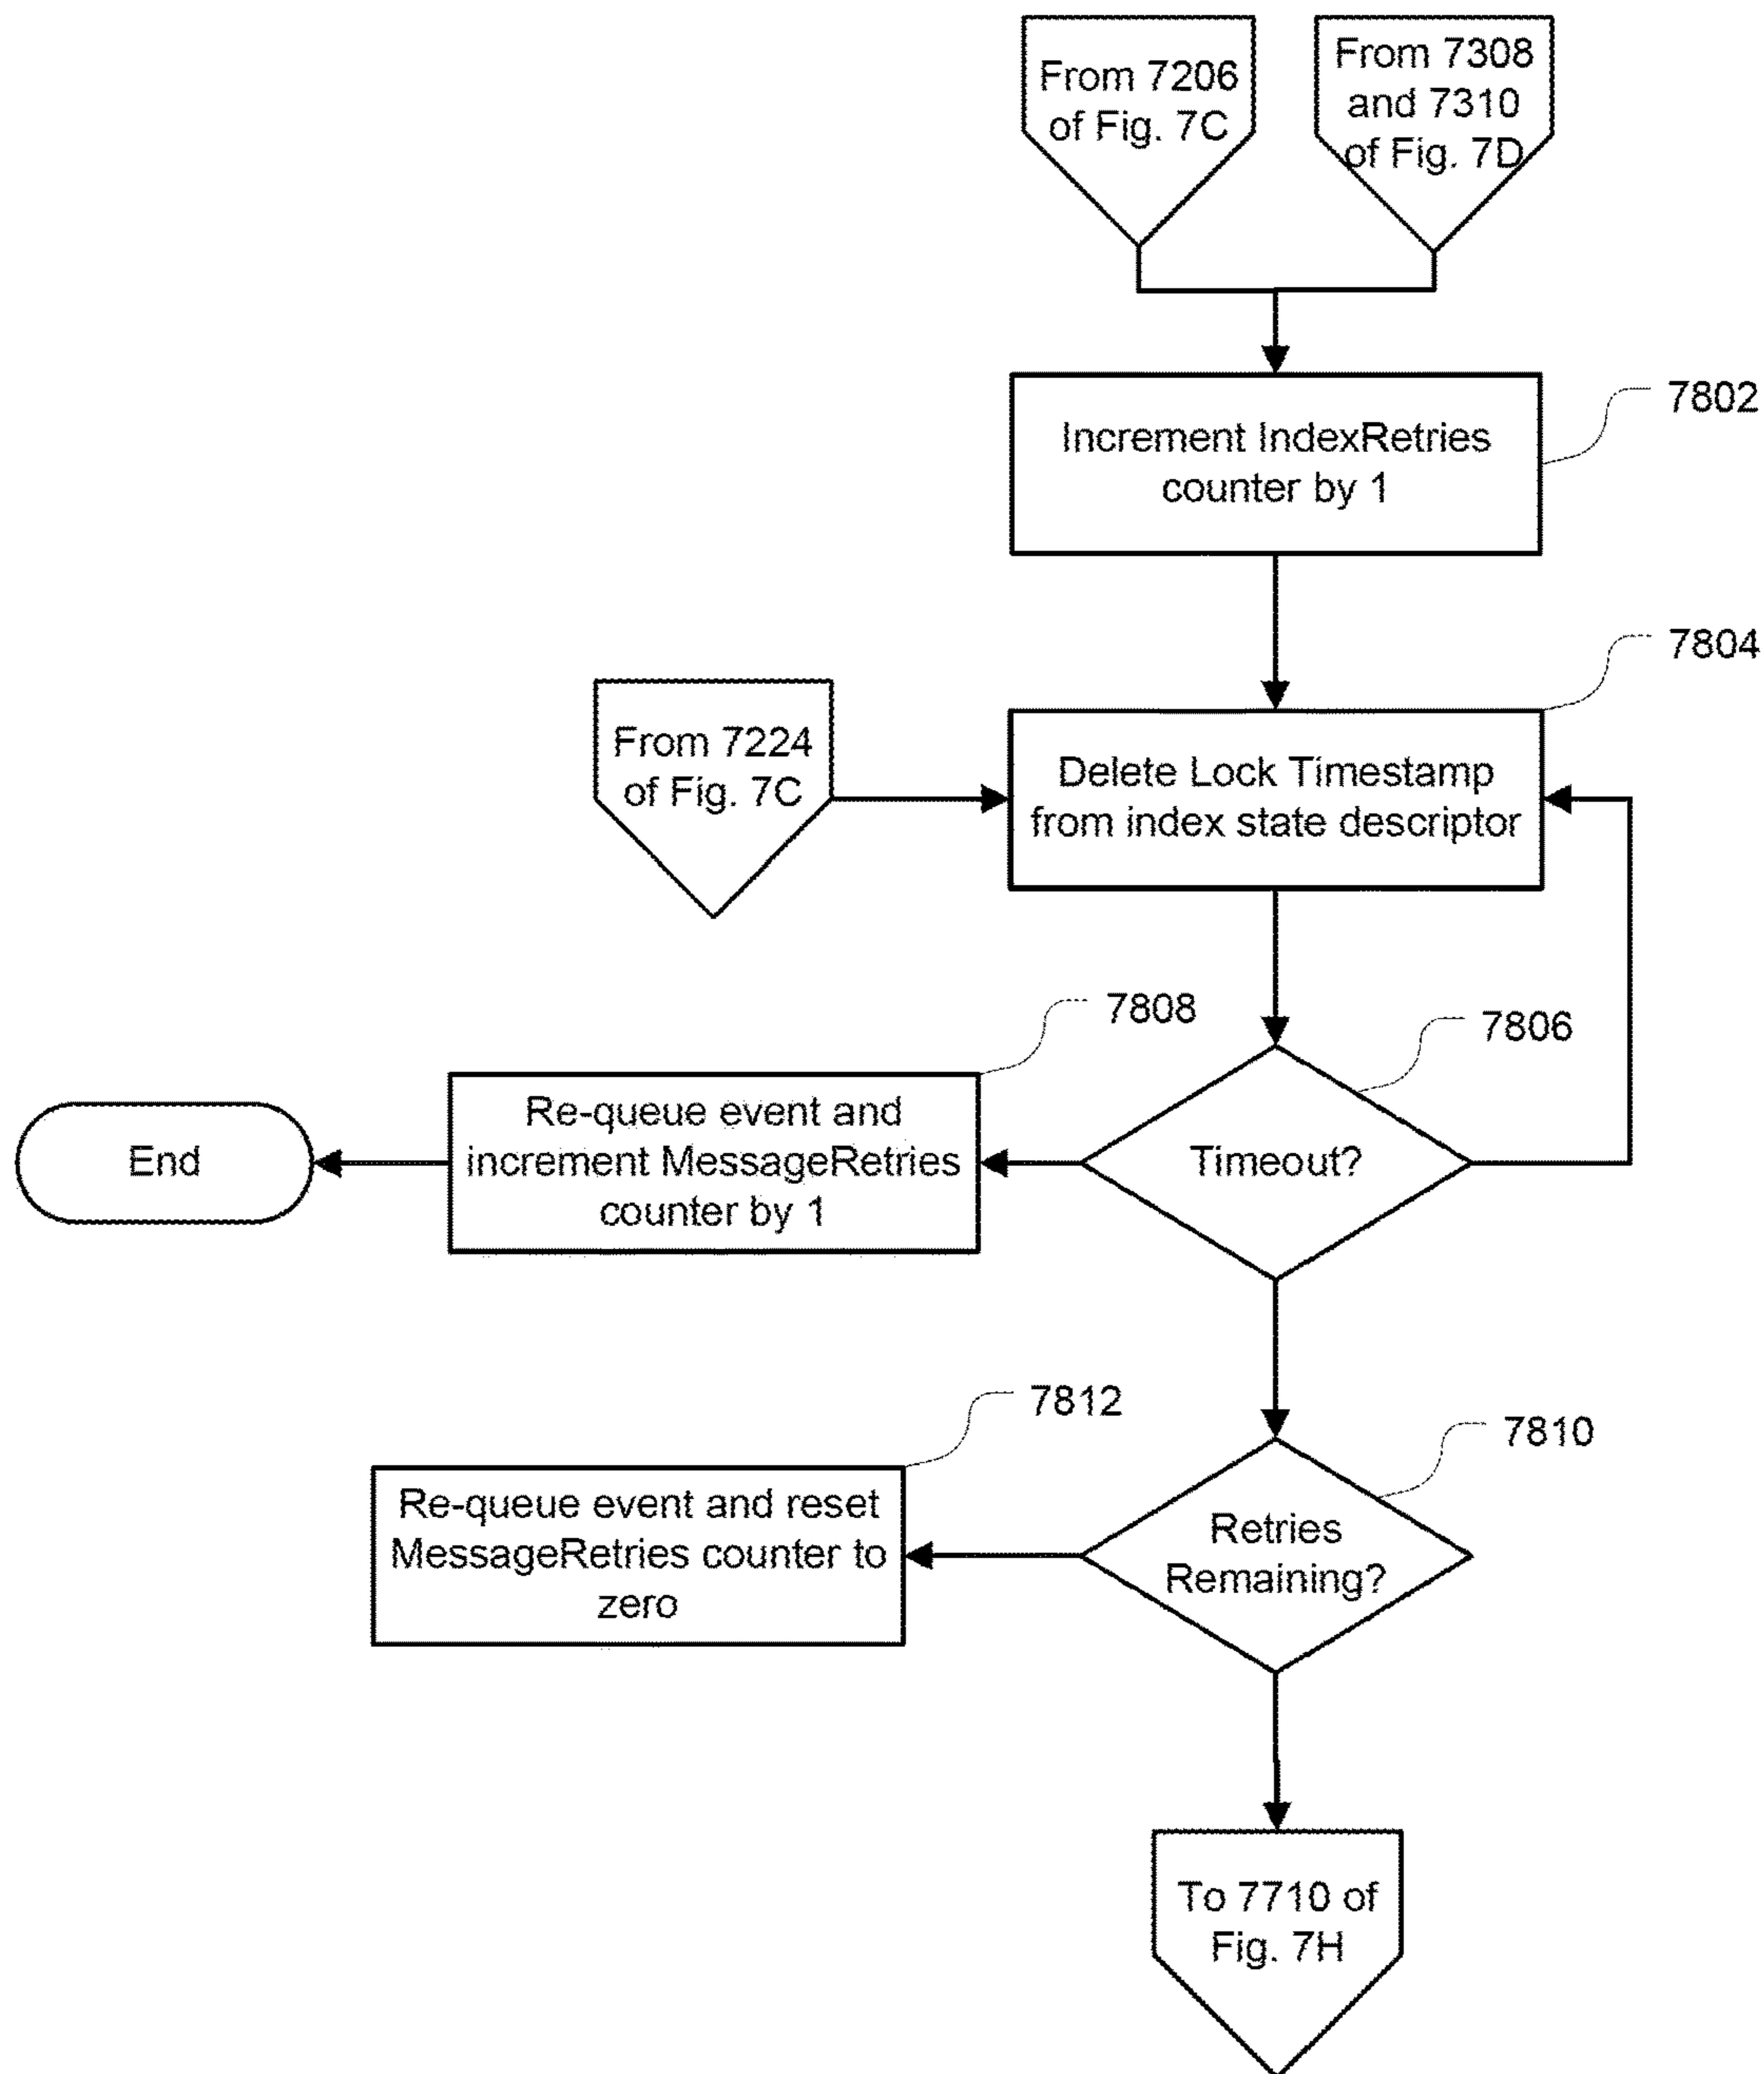 From 7206
of Fig. 7C
From 7308
and 7310
of Fig. 7D
7802
Increment IndexRetries
counter by 1
7804
From 7224
of Fig. 7C
Delete Lock Timestamp
from index state descriptor
7808
7806
End
Re-queue event and
increment MessageRetries
counter by 1
Timeout?
7812
7810
Re-queue event and reset
MessageRetries counter to
zero
Retries
Remaining?
To 7710 of
Fig. 7H